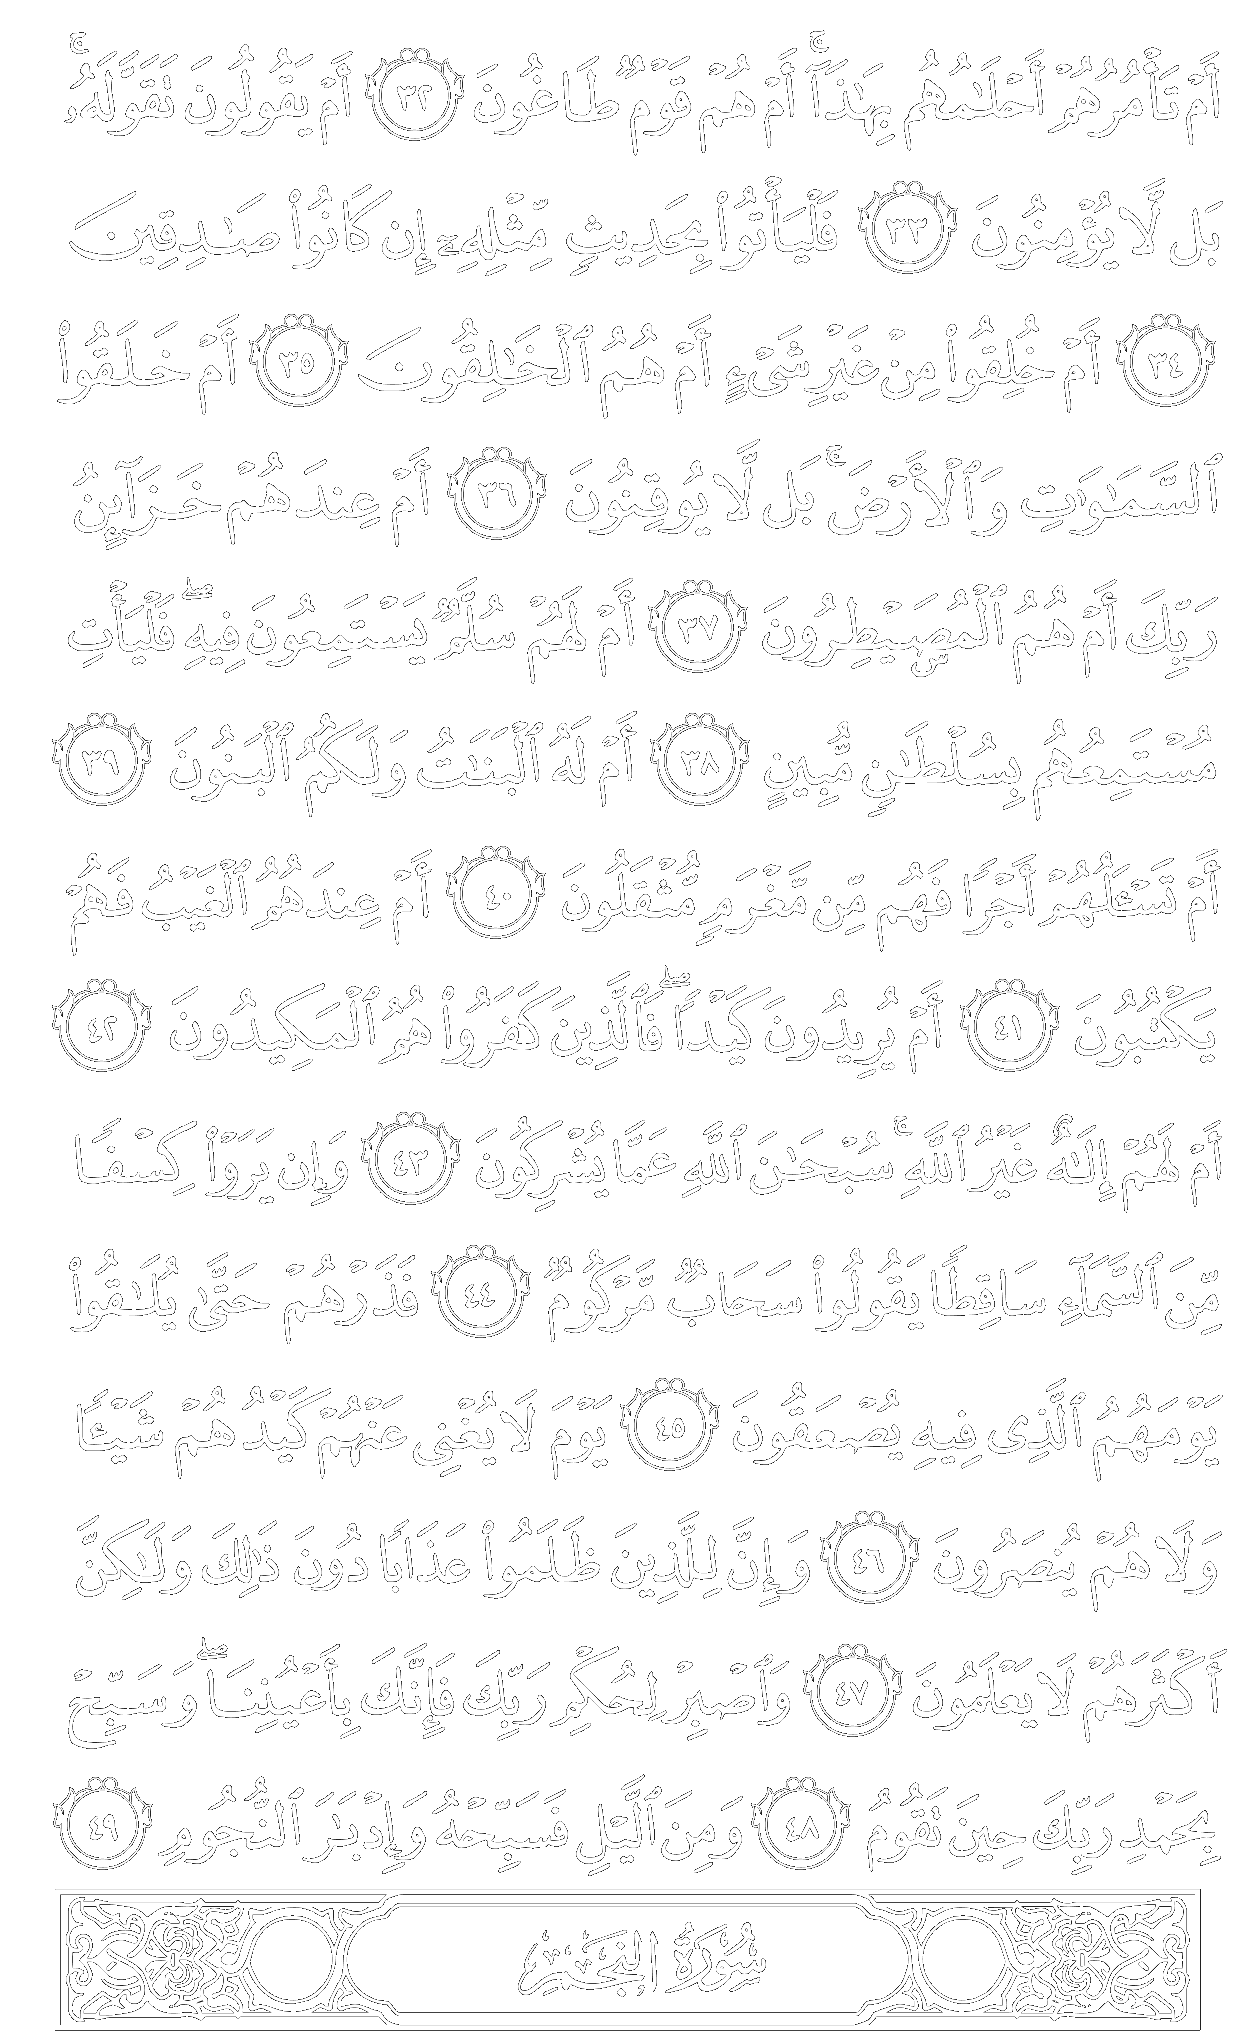 أَمْ تَأْمُرُهُمْ أَحْلَـٰمُهُم بِهَـٰذَآ ۚ أَمْ هُمْ قَوْمٌ طَاغُونَ ٣٢ أَمْ يَقُولُونَ تَقَوَّلَهُۥ ۚ
بَل لَّا يُؤْمِنُونَ ٣٣ فَلْيَأْتُوا۟ بِحَدِيثٍ مِّثْلِهِۦٓ إِن كَانُوا۟ صَـٰدِقِينَ
٣٤ أَمْ خُلِقُوا۟ مِنْ غَيْرِ شَىْءٍ أَمْ هُمُ ٱلْخَـٰلِقُونَ ٣٥ أَمْ خَلَقُوا۟
ٱلسَّمَـٰوَٰتِ وَٱلْأَرْضَ ۚ بَل لَّا يُوقِنُونَ ٣٦ أَمْ عِندَهُمْ خَزَآئِنُ
رَبِّكَ أَمْ هُمُ ٱلْمُصَۣيْطِرُونَ ٣٧ أَمْ لَهُمْ سُلَّمٌ يَسْتَمِعُونَ فِيهِ ۖ فَلْيَأْتِ
مُسْتَمِعُهُم بِسُلْطَـٰنٍ مُّبِينٍ ٣٨ أَمْ لَهُ ٱلْبَنَـٰتُ وَلَكُمُ ٱلْبَنُونَ ٣٩
أَمْ تَسْـَٔلُهُمْ أَجْرًا فَهُم مِّن مَّغْرَمٍ مُّثْقَلُونَ ٤٠ أَمْ عِندَهُمُ ٱلْغَيْبُ فَهُمْ
يَكْتُبُونَ ٤١ أَمْ يُرِيدُونَ كَيْدًا ۖ فَٱلَّذِينَ كَفَرُوا۟ هُمُ ٱلْمَكِيدُونَ ٤٢
أَمْ لَهُمْ إِلَـٰهٌ غَيْرُ ٱللَّهِ ۚ سُبْحَـٰنَ ٱللَّهِ عَمَّا يُشْرِكُونَ ٤٣ وَإِن يَرَوْا۟ كِسْفًا
مِّنَ ٱلسَّمَآءِ سَاقِطًا يَقُولُوا۟ سَحَابٌ مَّرْكُومٌ ٤٤ فَذَرْهُمْ حَتَّىٰ يُلَـٰقُوا۟
يَوْمَهُمُ ٱلَّذِى فِيهِ يُصْعَقُونَ ٤٥ يَوْمَ لَا يُغْنِى عَنْهُمْ كَيْدُهُمْ شَيْـًٔا
وَلَا هُمْ يُنصَرُونَ ٤٦ وَإِنَّ لِلَّذِينَ ظَلَمُوا۟ عَذَابًا دُونَ ذَٰلِكَ وَلَـٰكِنَّ
أَكْثَرَهُمْ لَا يَعْلَمُونَ ٤٧ وَٱصْبِرْ لِحُكْمِ رَبِّكَ فَإِنَّكَ بِأَعْيُنِنَا ۖ وَسَبِّحْ
بِحَمْدِ رَبِّكَ حِينَ تَقُومُ ٤٨ وَمِنَ ٱلَّيْلِ فَسَبِّحْهُ وَإِدْبَـٰرَ ٱلنُّجُومِ ٤٩
سُورَةُ النَّجْمِ